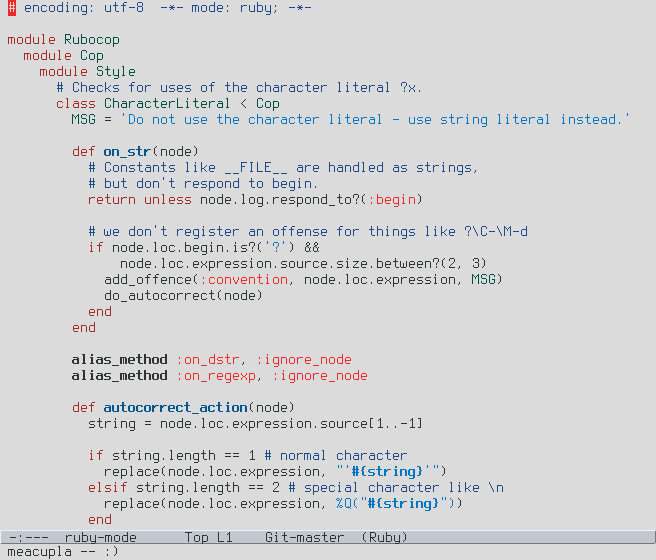 # encoding: utf-8  -*- mode: ruby; -*-

module Rubocop
  module Cop
    module Style
      # Checks for uses of the character literal ?x.
      class CharacterLiteral < Cop
        MSG = 'Do not use the character literal - use string literal instead.'

        def on_str(node)
          # Constants like __FILE__ are handled as strings,
          # but don't respond to begin.
          return unless node.log.respond_to?(:begin)

          # we don't register an offense for things like ?\C-\M-d
          if node.loc.begin.is?('?') &&
              node.loc.expression.source.size.between?(2, 3)
            add_offence(:convention, node.loc.expression, MSG)
            do_autocorrect(node)
          end
        end

        alias_method :on_dstr, :ignore_node
        alias_method :on_regexp, :ignore_node

        def autocorrect_action(node)
          string = node.loc.expression.source[1..-1]

          if string.length == 1 # normal character
            replace(node.loc.expression, "'#{string}'")
          elsif string.length == 2 # special character like \n
            replace(node.loc.expression, %Q("#{string}"))
          end
-:---  ruby-mode      Top L1    Git-master  (Ruby)
meacupla -- :)